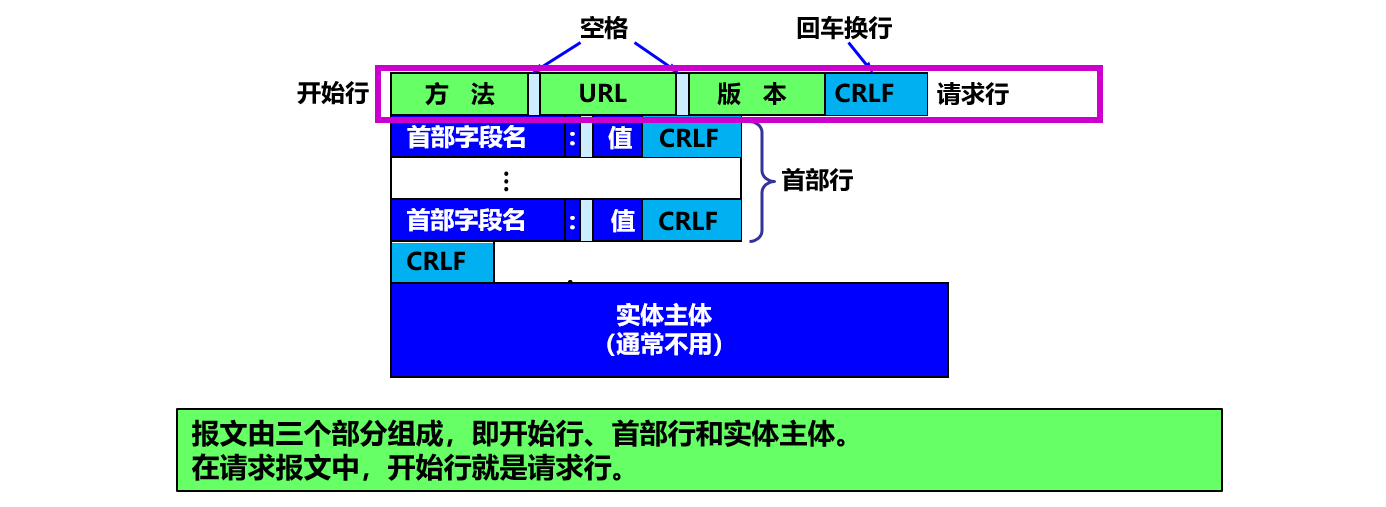 空格 回车换行
开始行 方 法 URL 版 本 CRLF 请求行
首部字段名 : 值 CRLF
⋮ 首部行
首部字段名 : 值 CRLF
CRLF
实体主体
（通常不用）
报文由三个部分组成，即开始行、首部行和实体主体。
在请求报文中，开始行就是请求行。